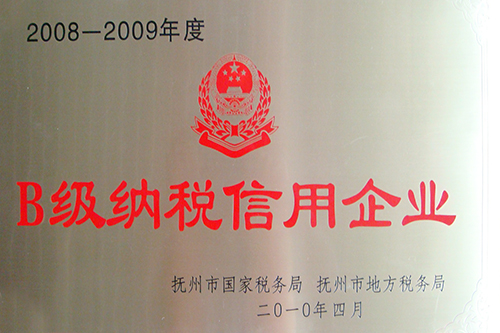 2008—2009年度
B级纳税信用企业
抚州市国家税务局 抚州市地方税务局
二〇一〇年四月